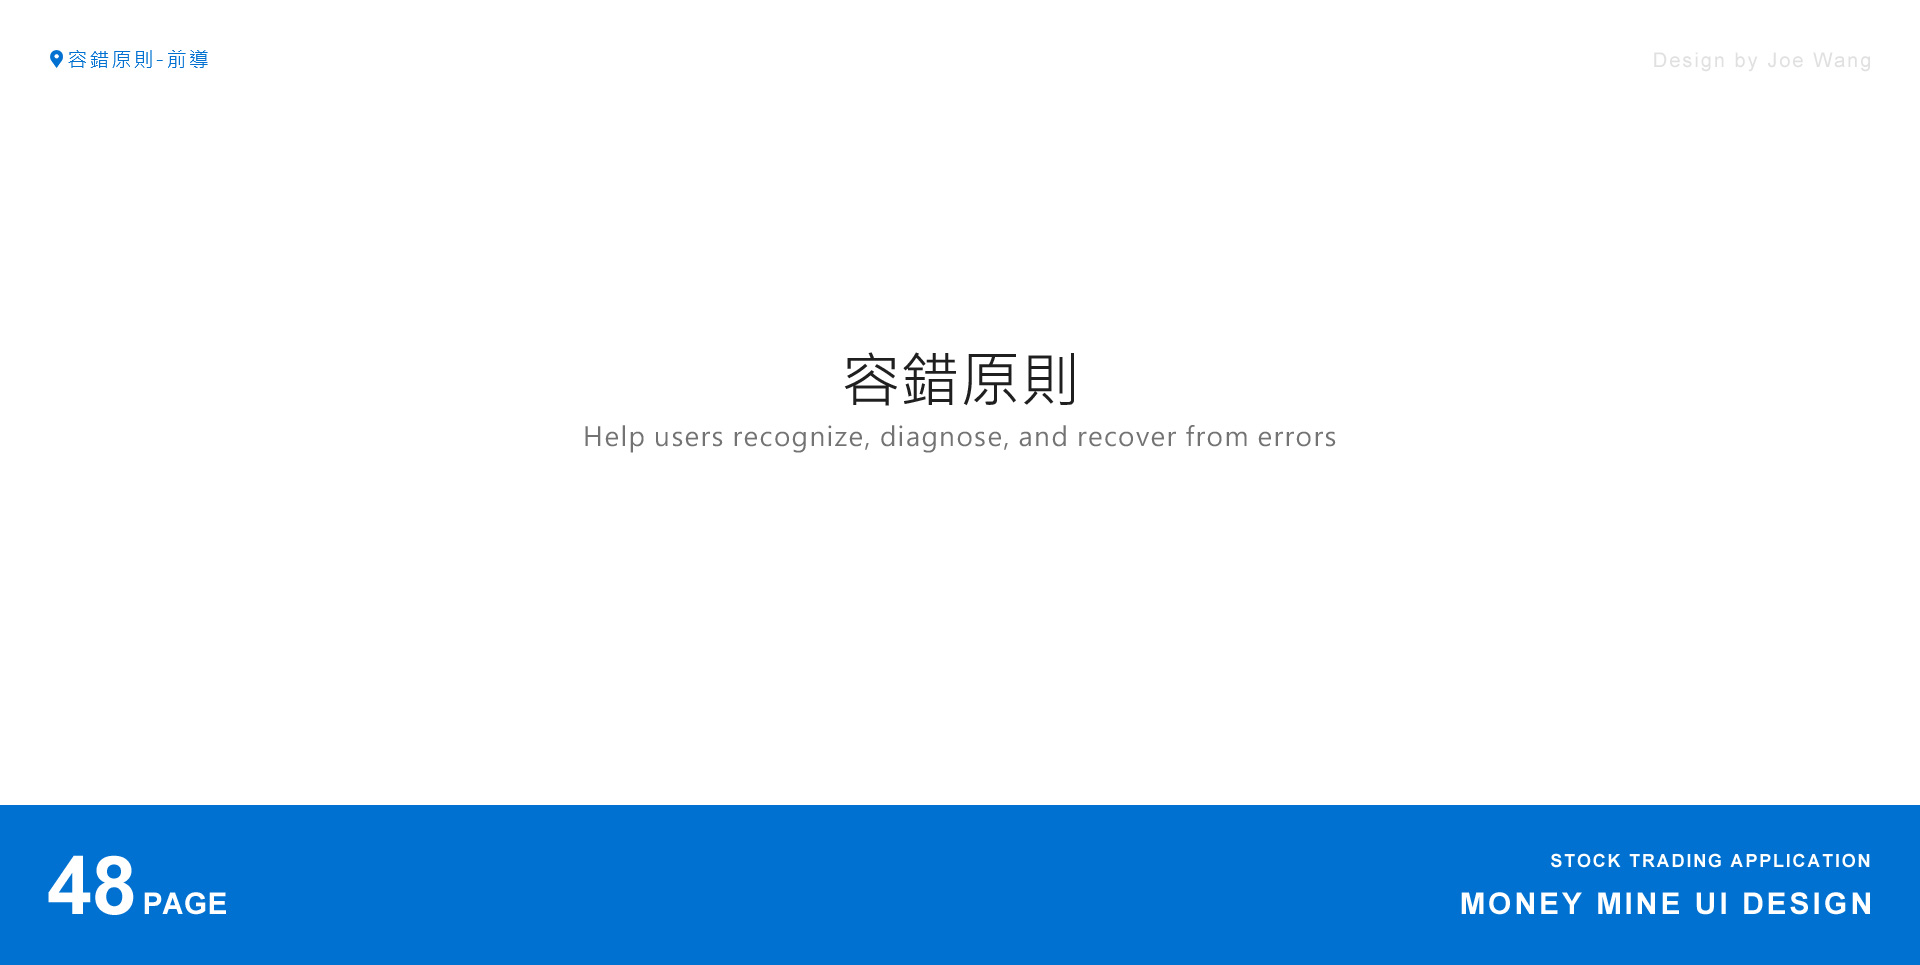 容錯原則-前導
Design by Joe Wang
容錯原則
Help users recognize, diagnose, and recover from errors
48 PAGE
STOCK TRADING APPLICATION
MONEY MINE UI DESIGN